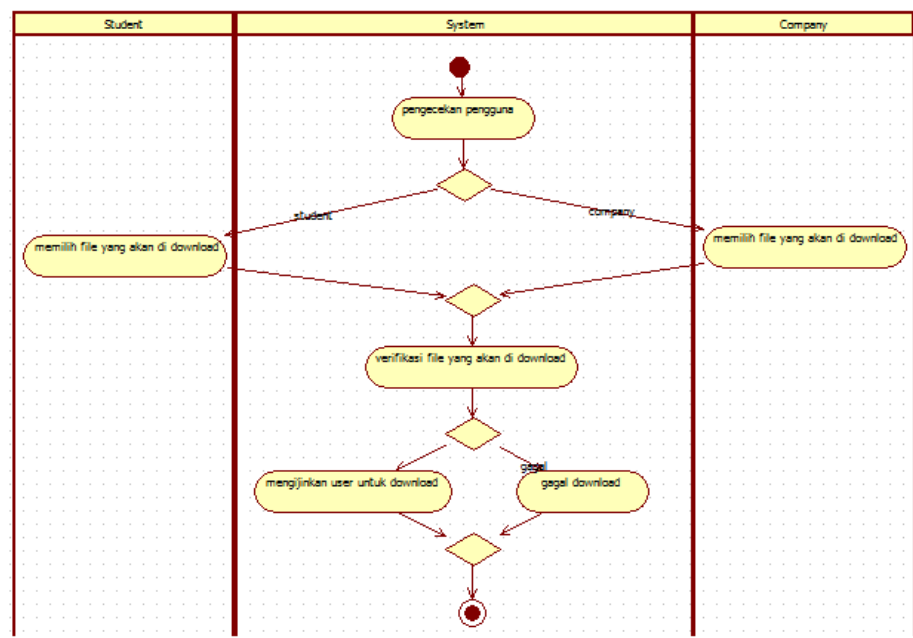 Student
System
Company
pengecekan pengguna
student
company
memilih file yang akan di download
memilih file yang akan di download
verifikasi file yang akan di download
gagal
mengijinkan user untuk download
gagal download